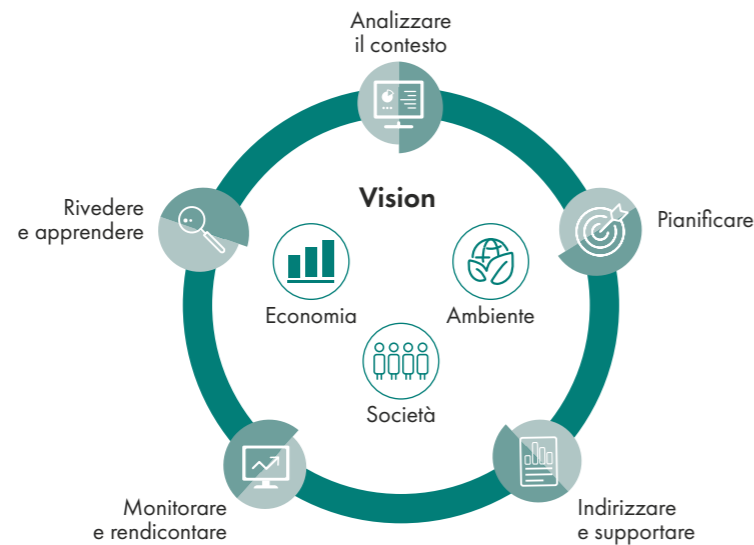 Analizzare
il contesto
Vision
Rivedere
e apprendere
Pianificare
Economia
Ambiente
Società
Monitorare
e rendicontare
Indirizzare
e supportare